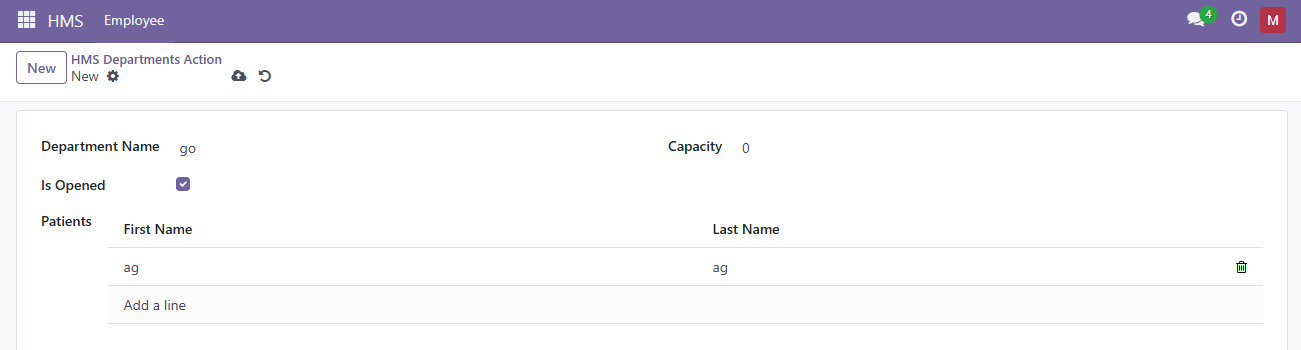 HMS Employee 4 M
New HMS Departments Action
New
Department Name go Capacity 0
Is Opened
Patients First Name Last Name
ag ag
Add a line